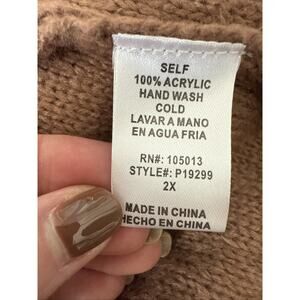 SELF
100% ACRYLIC
HAND WASH
COLD
LAVAR A MANO
EN AGUA FRIA
RN#: 105013
STYLE#: P19299
2X
MADE IN CHINA
HECHO EN CHINA